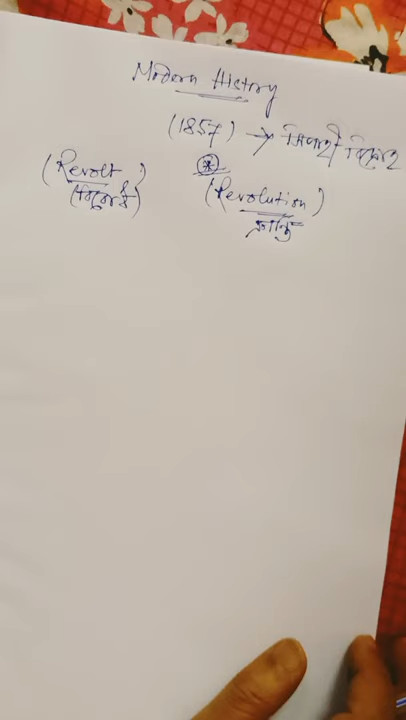 Modern History
(1857) → सिपाही विद्रोह
(Revolt) (Revolution)
(विद्रोह) क्रांति